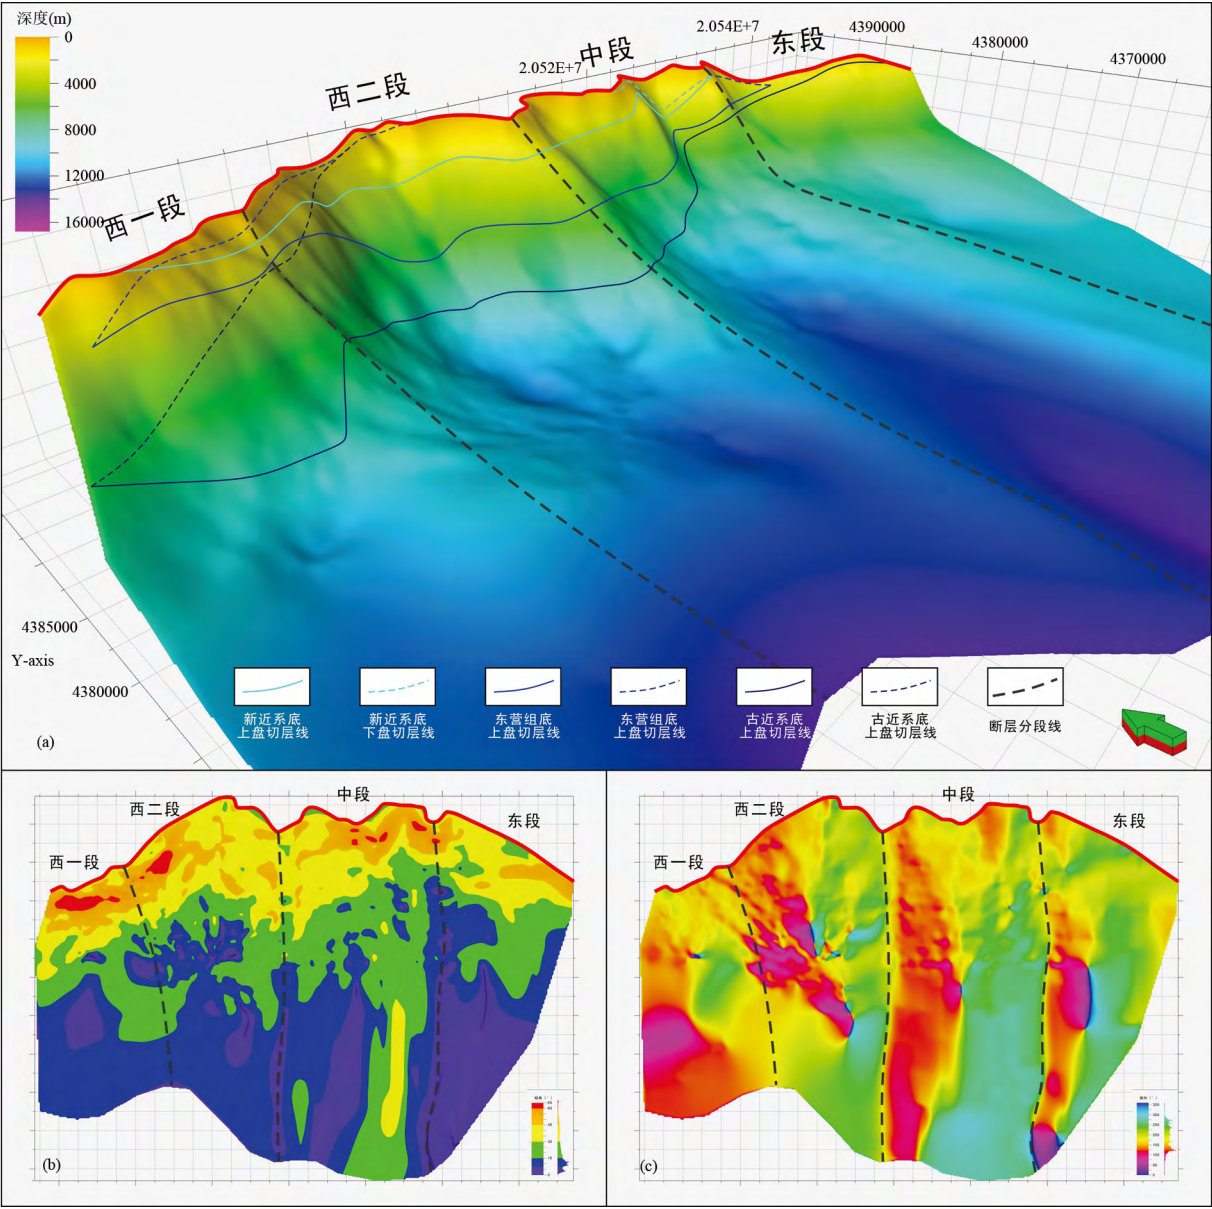 深度(m)
0
4000
8000
12000
16000
西一段
西二段
中段
东段
2.052E+7
2.054E+7
4390000
4380000
4370000
4385000
Y-axis
4380000
(a)
新近系底
上盘切层线
新近系底
下盘切层线
东营组底
上盘切层线
东营组底
上盘切层线
古近系底
上盘切层线
古近系底
上盘切层线
断层分段线
西一段
西二段
中段
东段
(b)
西一段
西二段
中段
东段
(c)